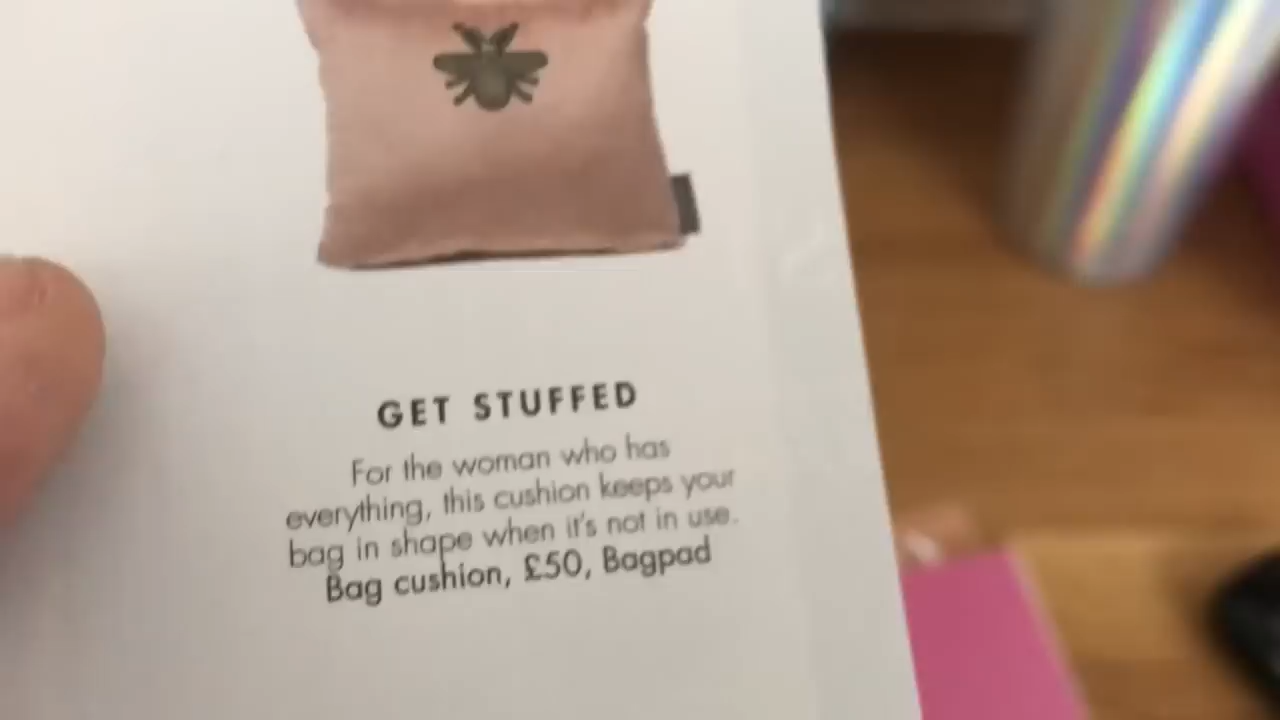 GET STUFFED
For the woman who has
everything, this cushion keeps your
bag in shape when it's not in use.
Bag cushion, £50, Bagpad